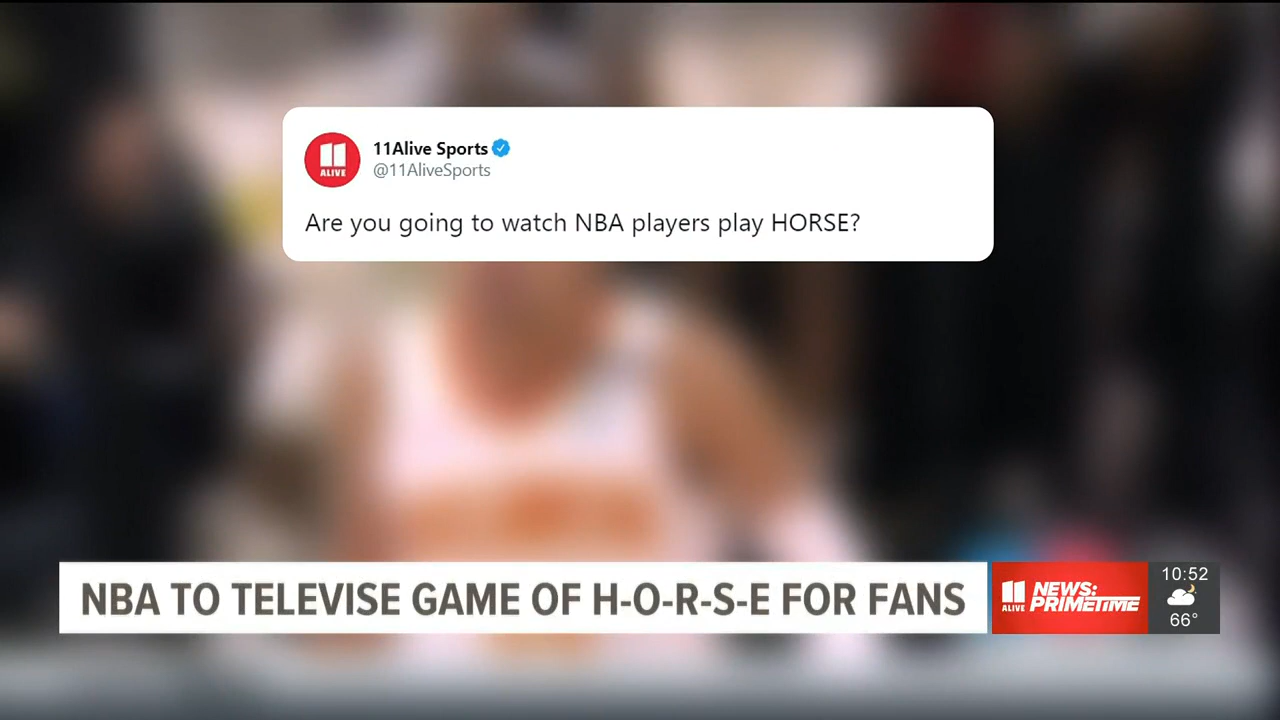 11Alive Sports
@11AliveSports
11
ALIVE
Are you going to watch NBA players play HORSE?
NBA TO TELEVISE GAME OF H-O-R-S-E FOR FANS
11
ALIVE
NEWS:
PRIMETIME
10:52
66°